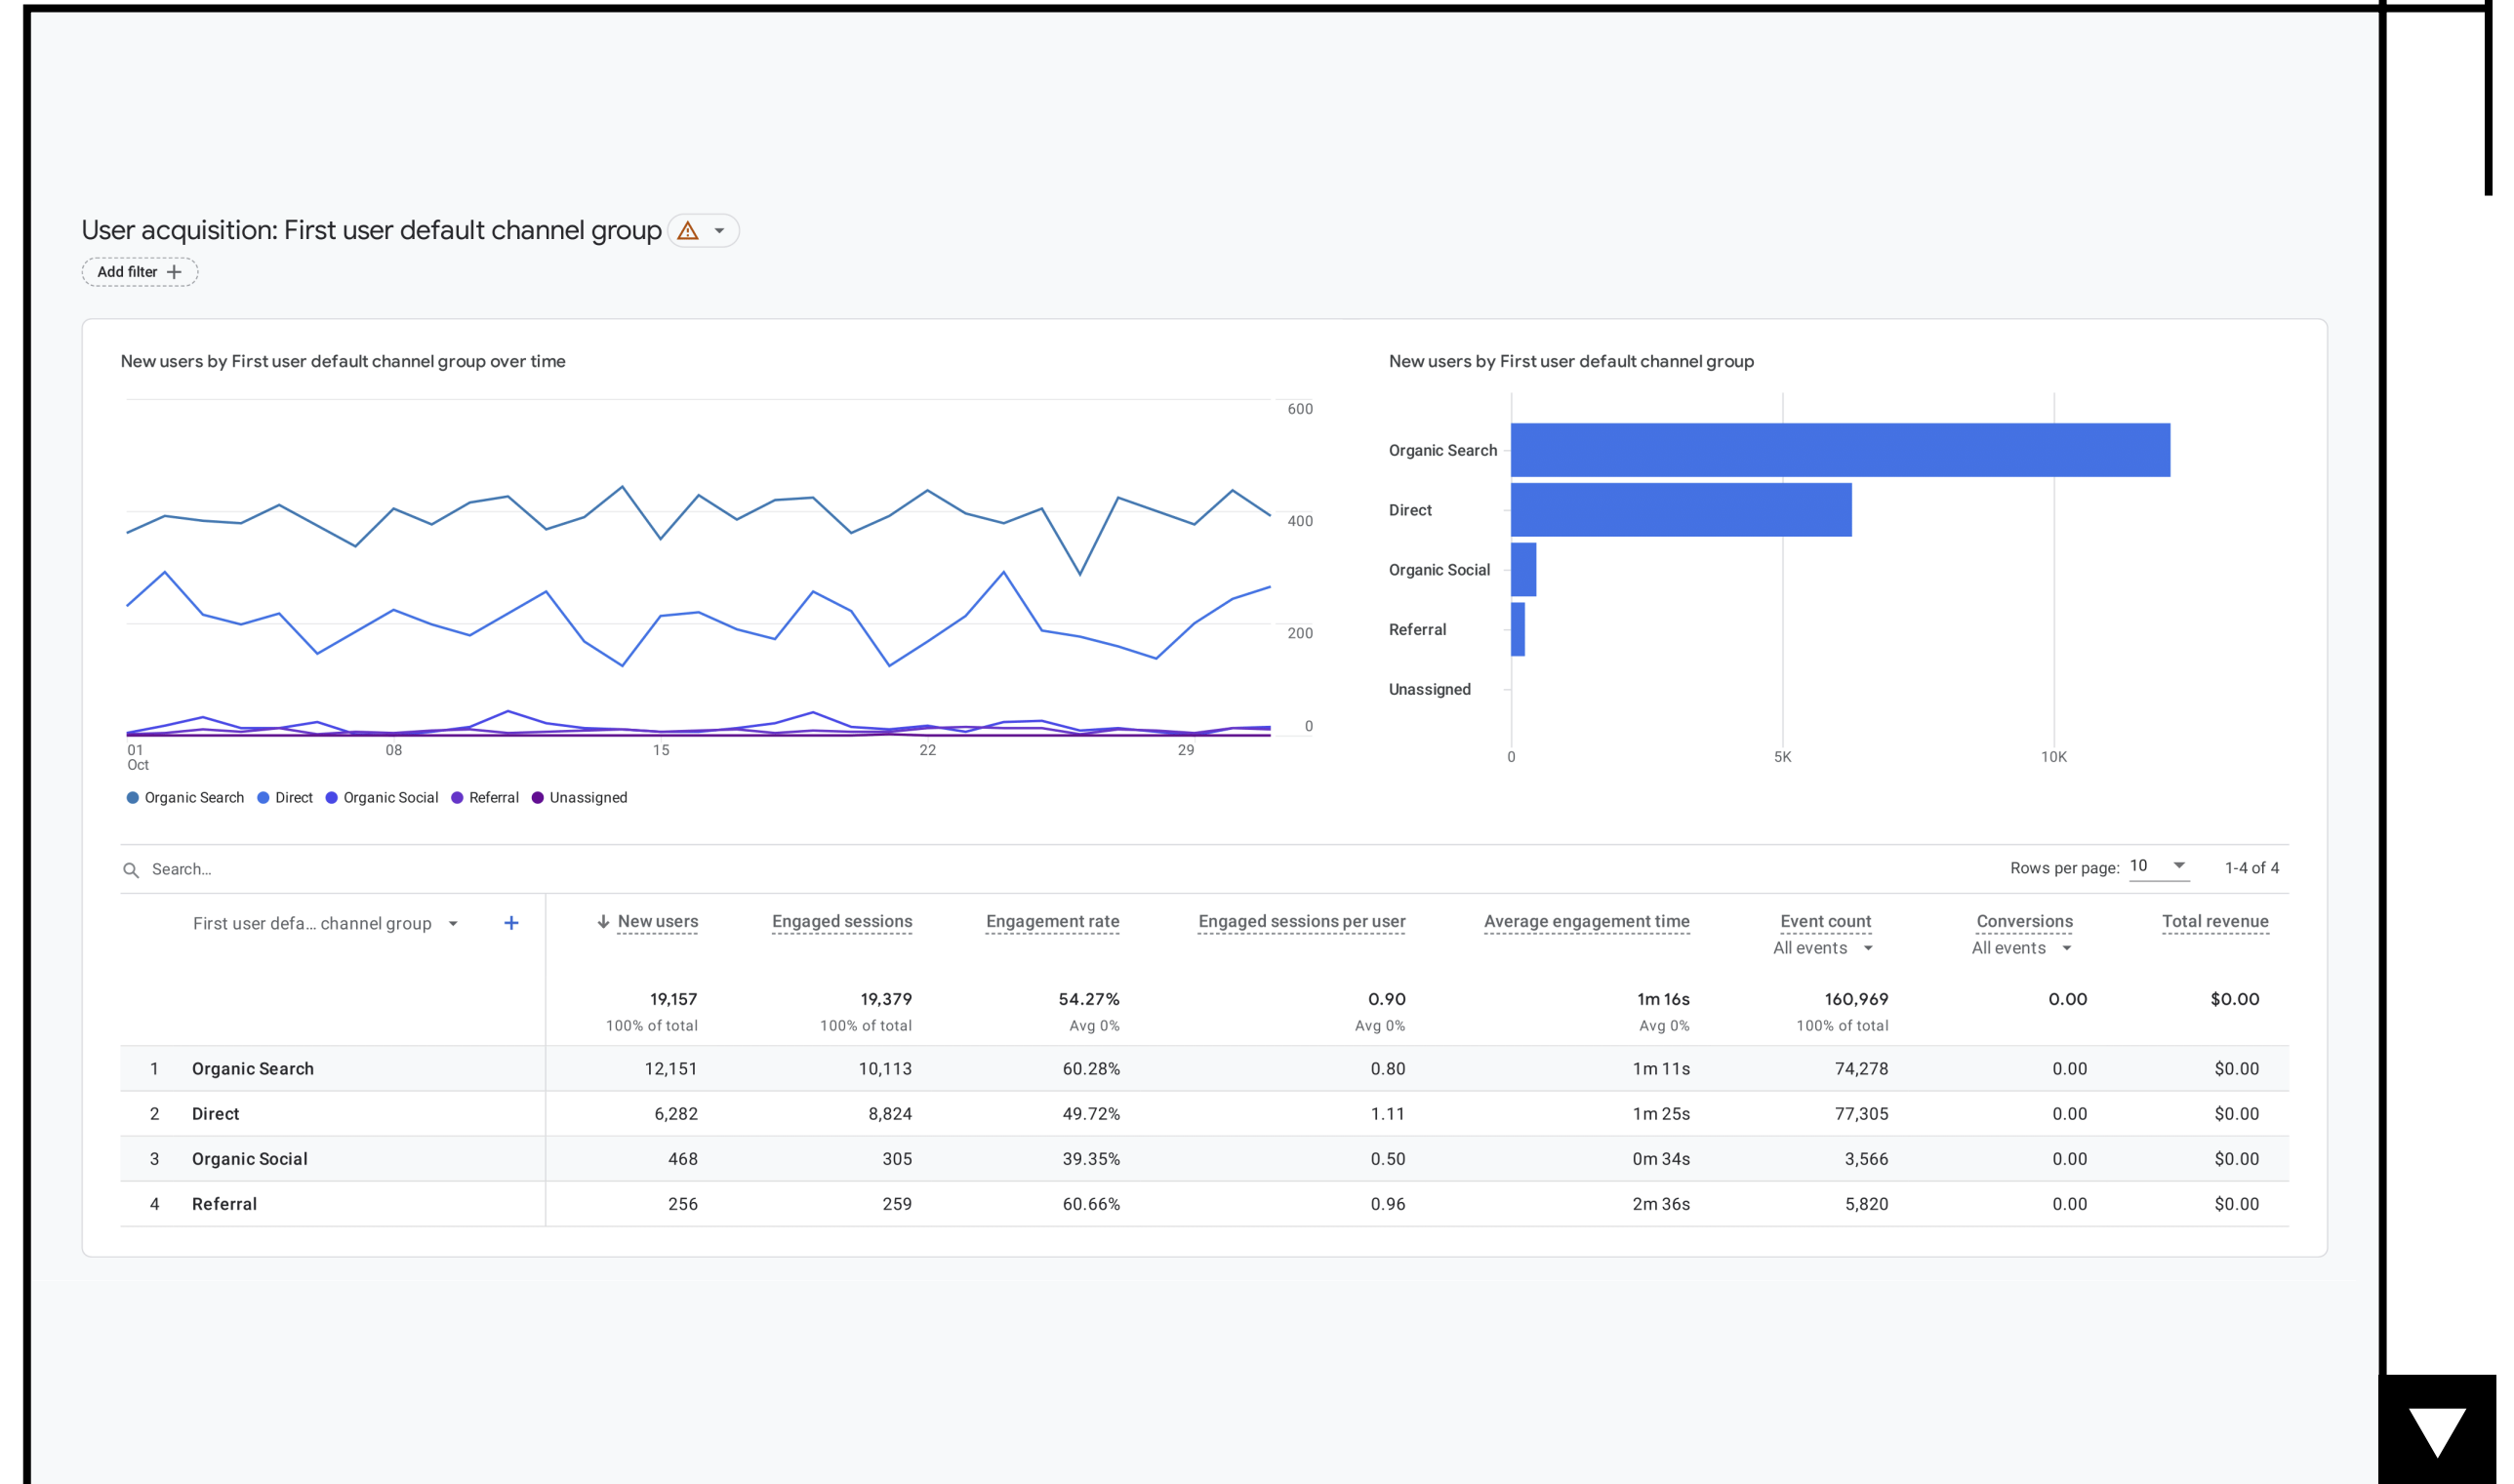 User acquisition: First user default channel group
Add filter +
New users by First user default channel group over time
600
400
200
0
01 08 15 22 29
Oct
Organic Search Direct Organic Social Referral Unassigned
New users by First user default channel group
Organic Search
Direct
Organic Social
Referral
Unassigned
0 5K 10K
Search... Rows per page: 10 1-4 of 4
First user defa... channel group + New users Engaged sessions Engagement rate Engaged sessions per user Average engagement time Event count Conversions Total revenue
All events All events
19,157 19,379 54.27% 0.90 1m 16s 160,969 0.00 $0.00
100% of total 100% of total Avg 0% Avg 0% Avg 0% 100% of total
1 Organic Search 12,151 10,113 60.28% 0.80 1m 11s 74,278 0.00 $0.00
2 Direct 6,282 8,824 49.72% 1.11 1m 25s 77,305 0.00 $0.00
3 Organic Social 468 305 39.35% 0.50 0m 34s 3,566 0.00 $0.00
4 Referral 256 259 60.66% 0.96 2m 36s 5,820 0.00 $0.00